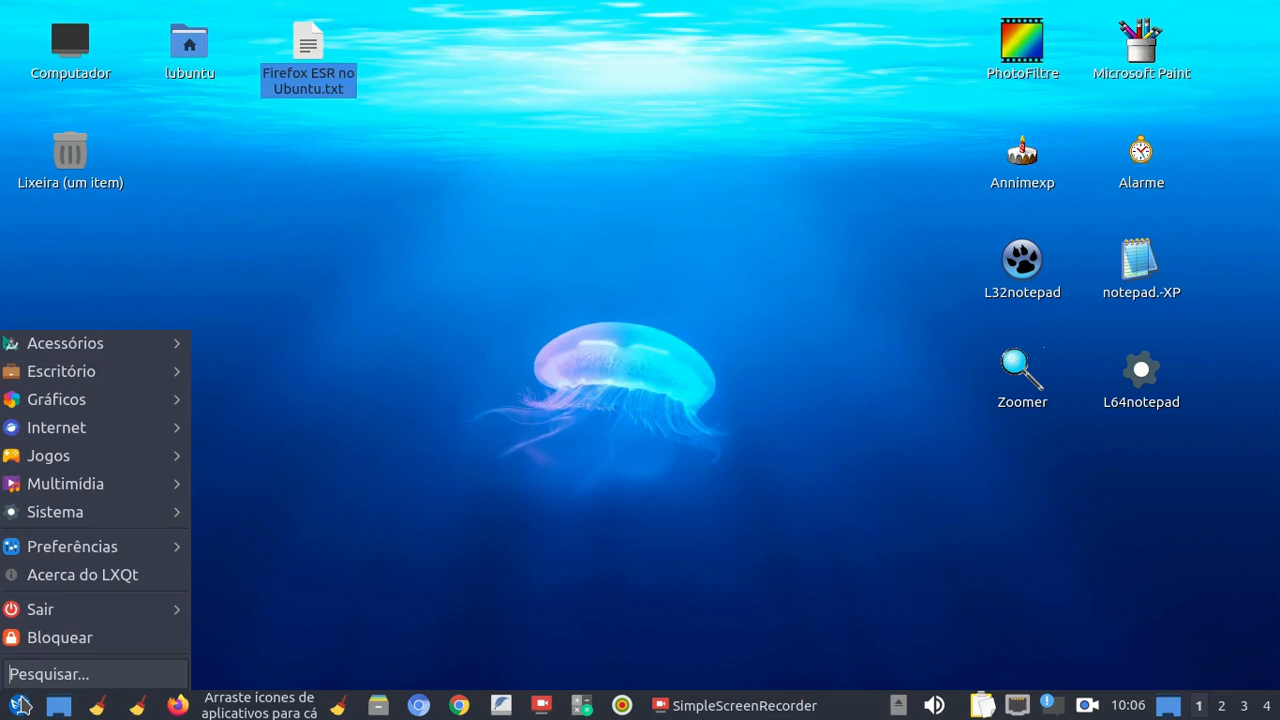 Computador
lubuntu
Firefox ESR no
Ubuntu.txt
PhotoFiltre
Microsoft Paint
Lixeira (um item)
Annimexp
Alarme
L32notepad
notepad.-XP
Zoomer
L64notepad
Acessórios
Escritório
Gráficos
Internet
Jogos
Multimídia
Sistema
Preferências
Acerca do LXQt
Sair
Bloquear
Pesquisar...
Arraste ícones de
aplicativos para cá
SimpleScreenRecorder
10:06
1 2 3 4